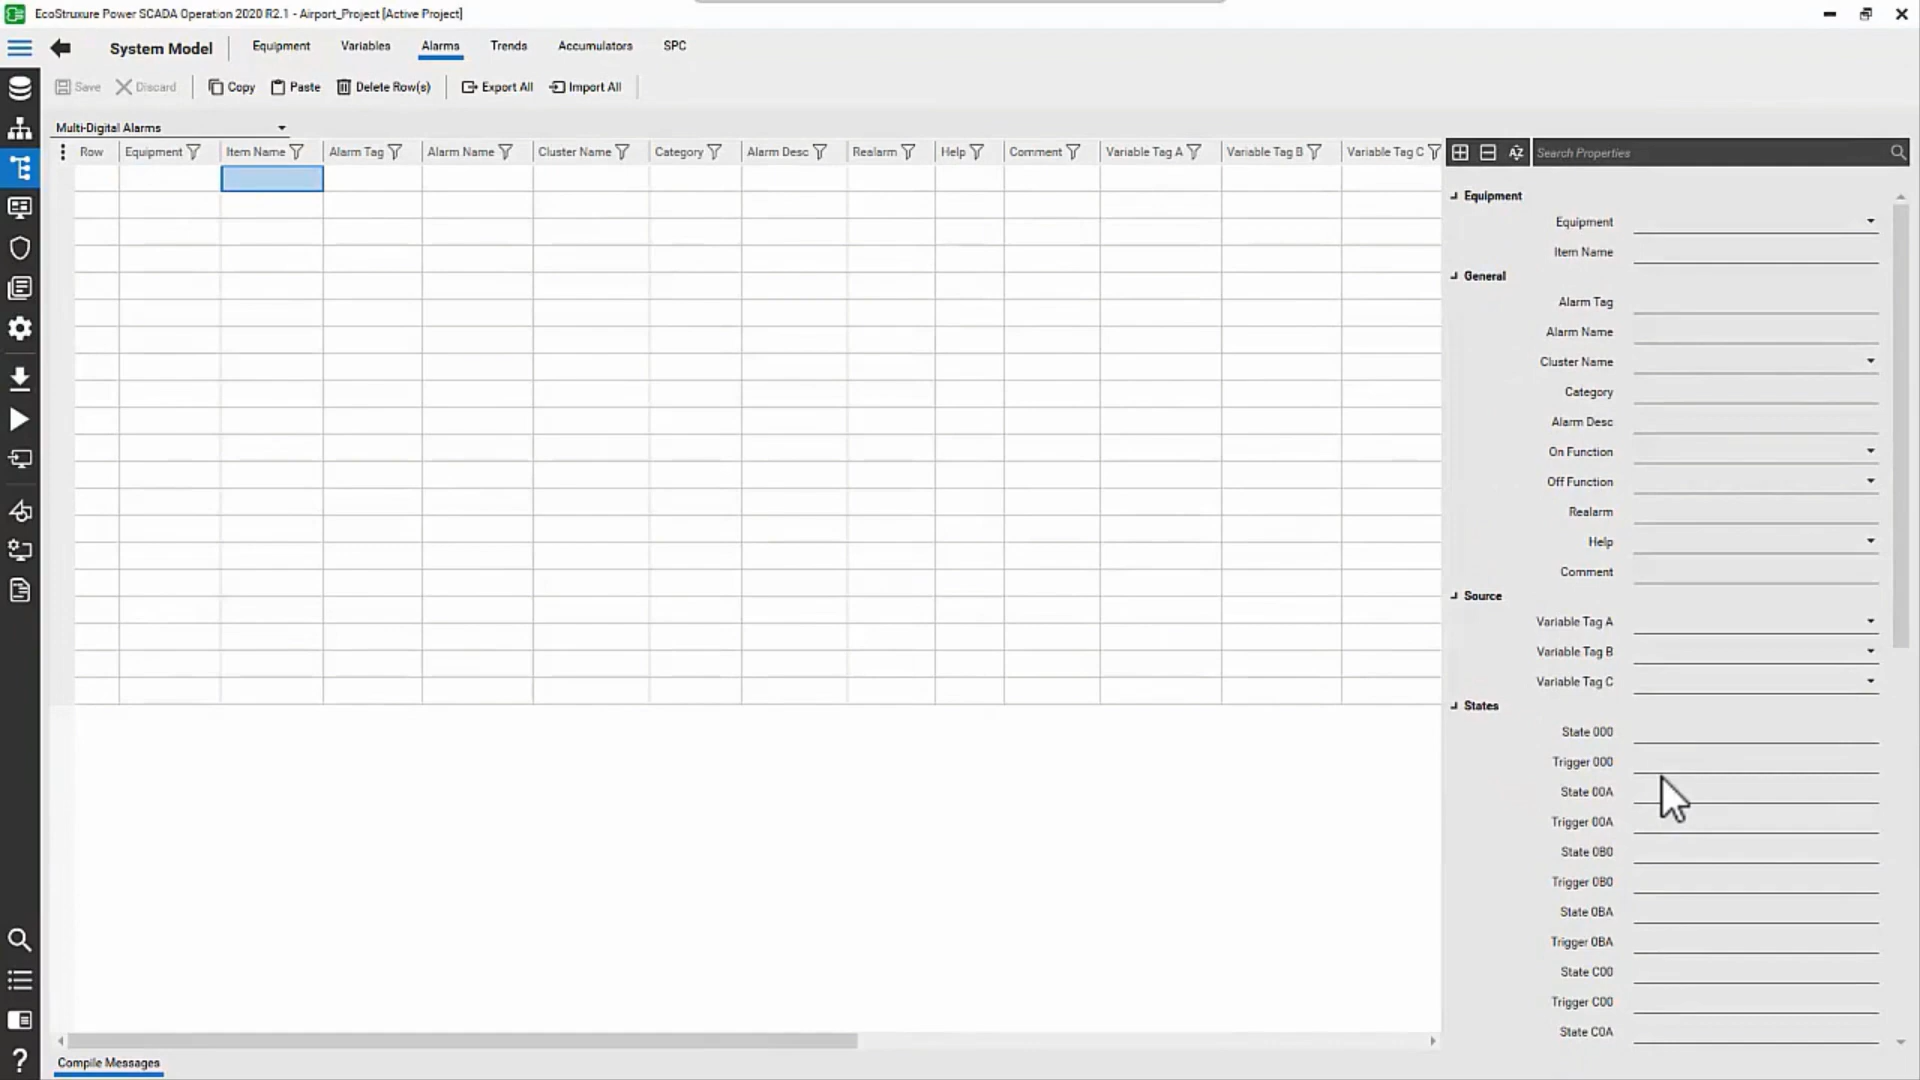 EcoStruxure Power SCADA Operation 2020 R2.1 - Airport_Project [Active Project]
System Model
Equipment
Variables
Alarms
Trends
Accumulators
SPC
Save
Discard
Copy
Paste
Delete Row(s)
Export All
Import All
Multi-Digital Alarms
Row
Equipment
Item Name
Alarm Tag
Alarm Name
Cluster Name
Category
Alarm Desc
Realarm
Help
Comment
Variable Tag A
Variable Tag B
Variable Tag C
Search Properties
Equipment
Equipment
Item Name
General
Alarm Tag
Alarm Name
Cluster Name
Category
Alarm Desc
On Function
Off Function
Realarm
Help
Comment
Source
Variable Tag A
Variable Tag B
Variable Tag C
States
State 000
Trigger 000
State 00A
Trigger 00A
State 0B0
Trigger 0B0
State 0BA
Trigger 0BA
State C00
Trigger C00
State C0A
Compile Messages